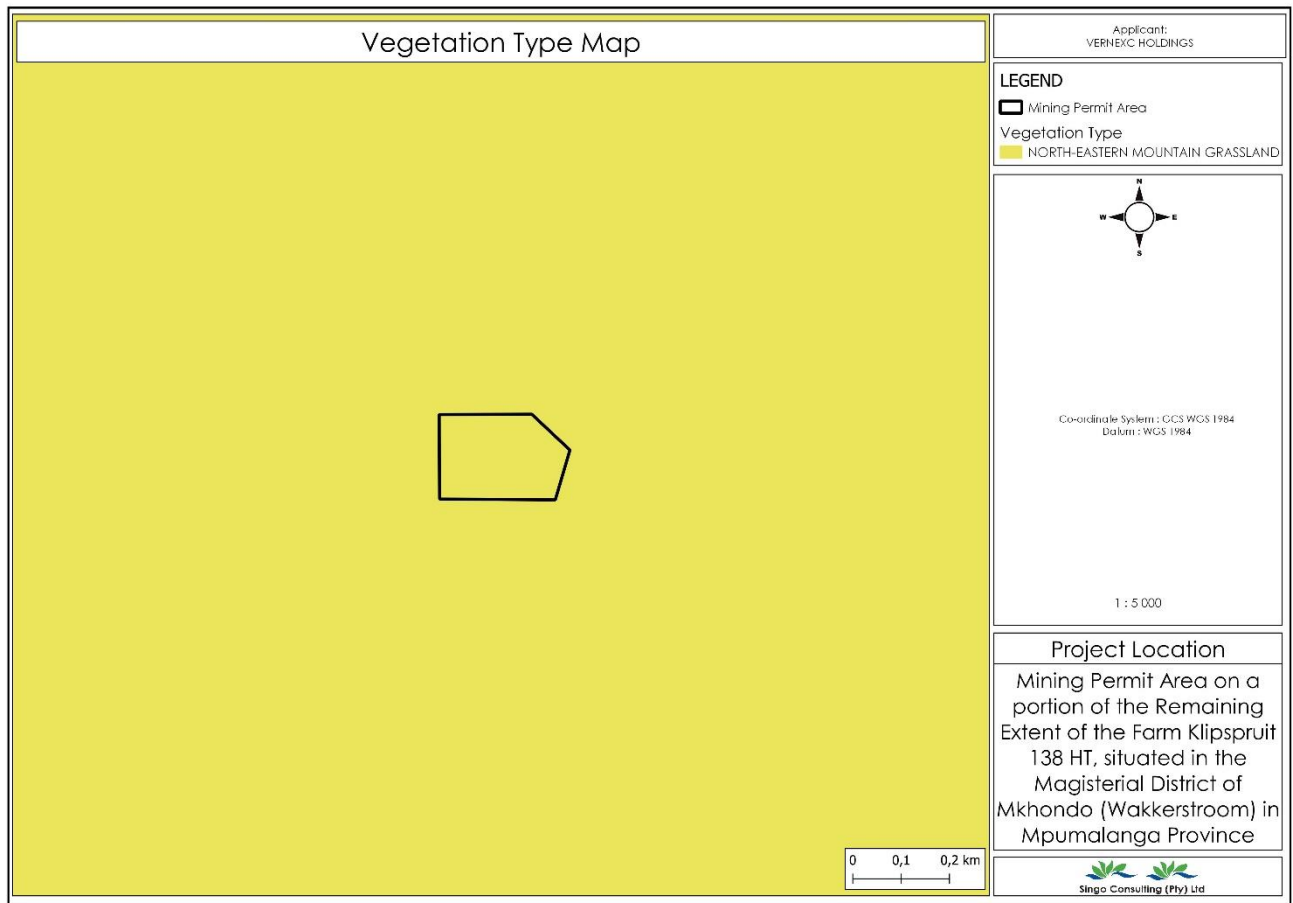 Vegetation Type Map
Applicant:
VERNEXC HOLDINGS
LEGEND
Mining Permit Area
Vegetation Type
NORTH-EASTERN MOUNTAIN GRASSLAND
N
W E
S
Co-ordinate System : GCS WGS 1984
Datum : WGS 1984
1 : 5 000
Project Location
Mining Permit Area on a
portion of the Remaining
Extent of the Farm Klipspruit
138 HT, situated in the
Magisterial District of
Mkhondo (Wakkerstroom) in
Mpumalanga Province
0 0,1 0,2 km
Singo Consulting (Pty) Ltd